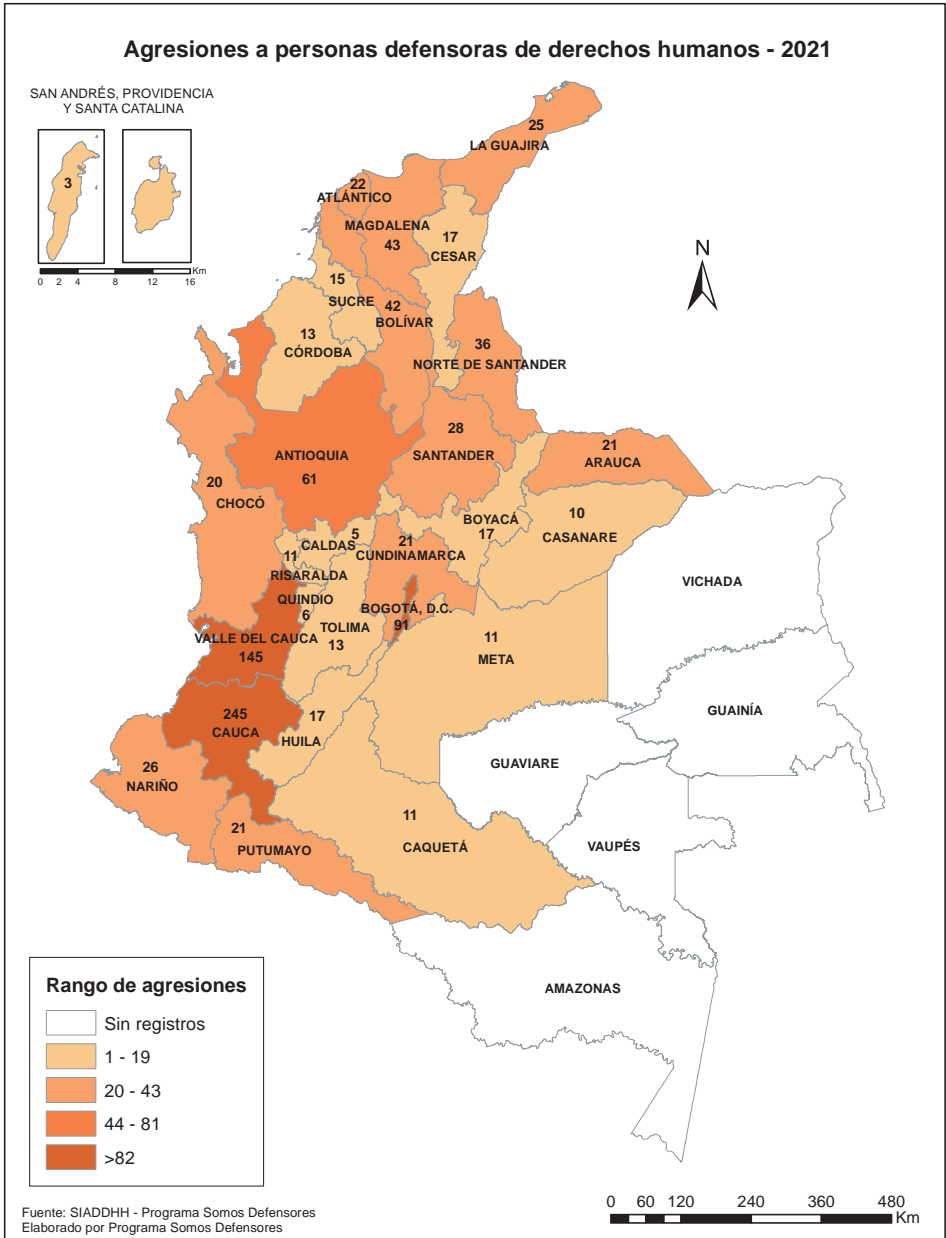 Agresiones a personas defensoras de derechos humanos - 2021
SAN ANDRÉS, PROVIDENCIA
Y SANTA CATALINA
3
0 2 4 8 12 16 Km
N
25
LA GUAJIRA
22
ATLÁNTICO
MAGDALENA
43
17
CESAR
15
SUCRE
42
BOLÍVAR
13
CÓRDOBA
36
NORTE DE SANTANDER
28
SANTANDER
21
ARAUCA
ANTIOQUIA
61
20
CHOCÓ
BOYACÁ
17
10
CASANARE
5
CALDAS
21
CUNDINAMARCA
11
RISARALDA
VICHADA
QUINDIO
6
BOGOTÁ, D.C.
91
TOLIMA
13
VALLE DEL CAUCA
145
11
META
GUAINÍA
245
CAUCA
17
HUILA
GUAVIARE
26
NARIÑO
21
PUTUMAYO
11
CAQUETÁ
VAUPÉS
AMAZONAS
Rango de agresiones
Sin registros
1 - 19
20 - 43
44 - 81
>82
Fuente: SIADDHH - Programa Somos Defensores
Elaborado por Programa Somos Defensores
0 60 120 240 360 480
Km